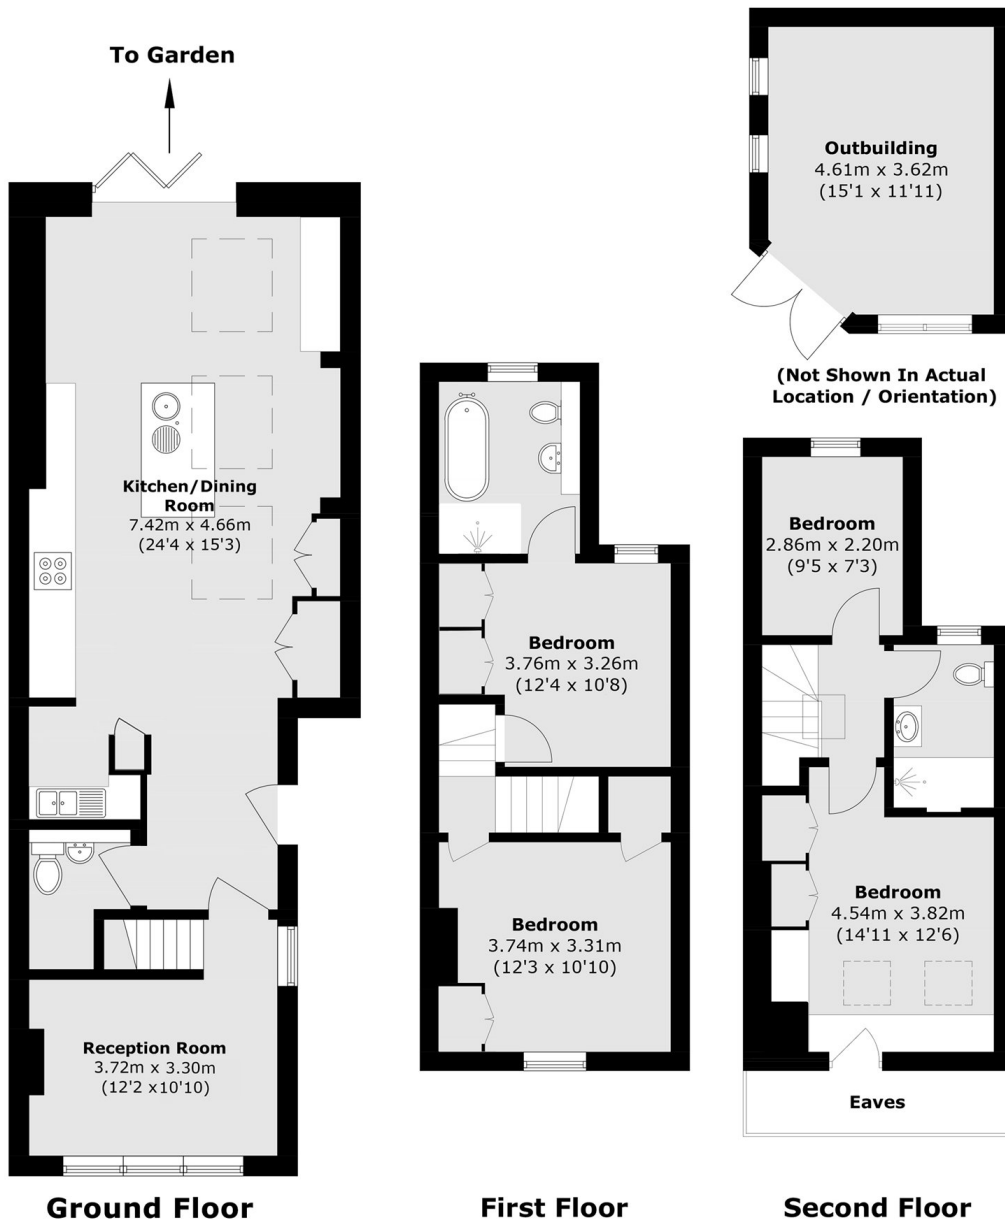 To Garden
Kitchen/Dining
Room
7.42m x 4.66m
(24'4 x 15'3)
Reception Room
3.72m x 3.30m
(12'2 x10'10)
Ground Floor
Bedroom
3.76m x 3.26m
(12'4 x 10'8)
Bedroom
3.74m x 3.31m
(12'3 x 10'10)
First Floor
Outbuilding
4.61m x 3.62m
(15'1 x 11'11)
(Not Shown In Actual
Location / Orientation)
Bedroom
2.86m x 2.20m
(9'5 x 7'3)
Bedroom
4.54m x 3.82m
(14'11 x 12'6)
Eaves
Second Floor